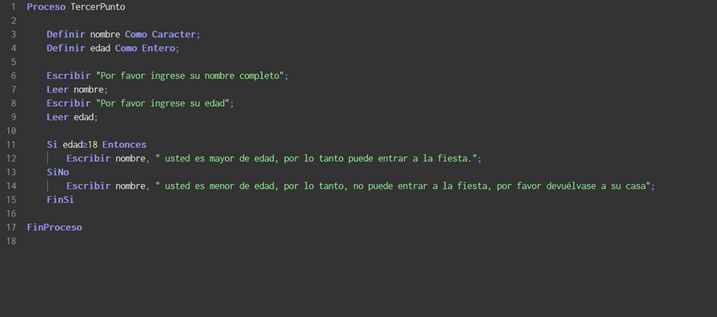 1 Proceso TercerPunto
2
3 Definir nombre Como Caracter;
4 Definir edad Como Entero;
5
6 Escribir "Por favor ingrese su nombre completo";
7 Leer nombre;
8 Escribir "Por favor ingrese su edad";
9 Leer edad;
10
11 Si edad≥18 Entonces
12 Escribir nombre, " usted es mayor de edad, por lo tanto puede entrar a la fiesta.";
13 SiNo
14 Escribir nombre, " usted es menor de edad, por lo tanto, no puede entrar a la fiesta, por favor devuélvase a su casa";
15 FinSi
16
17 FinProceso
18